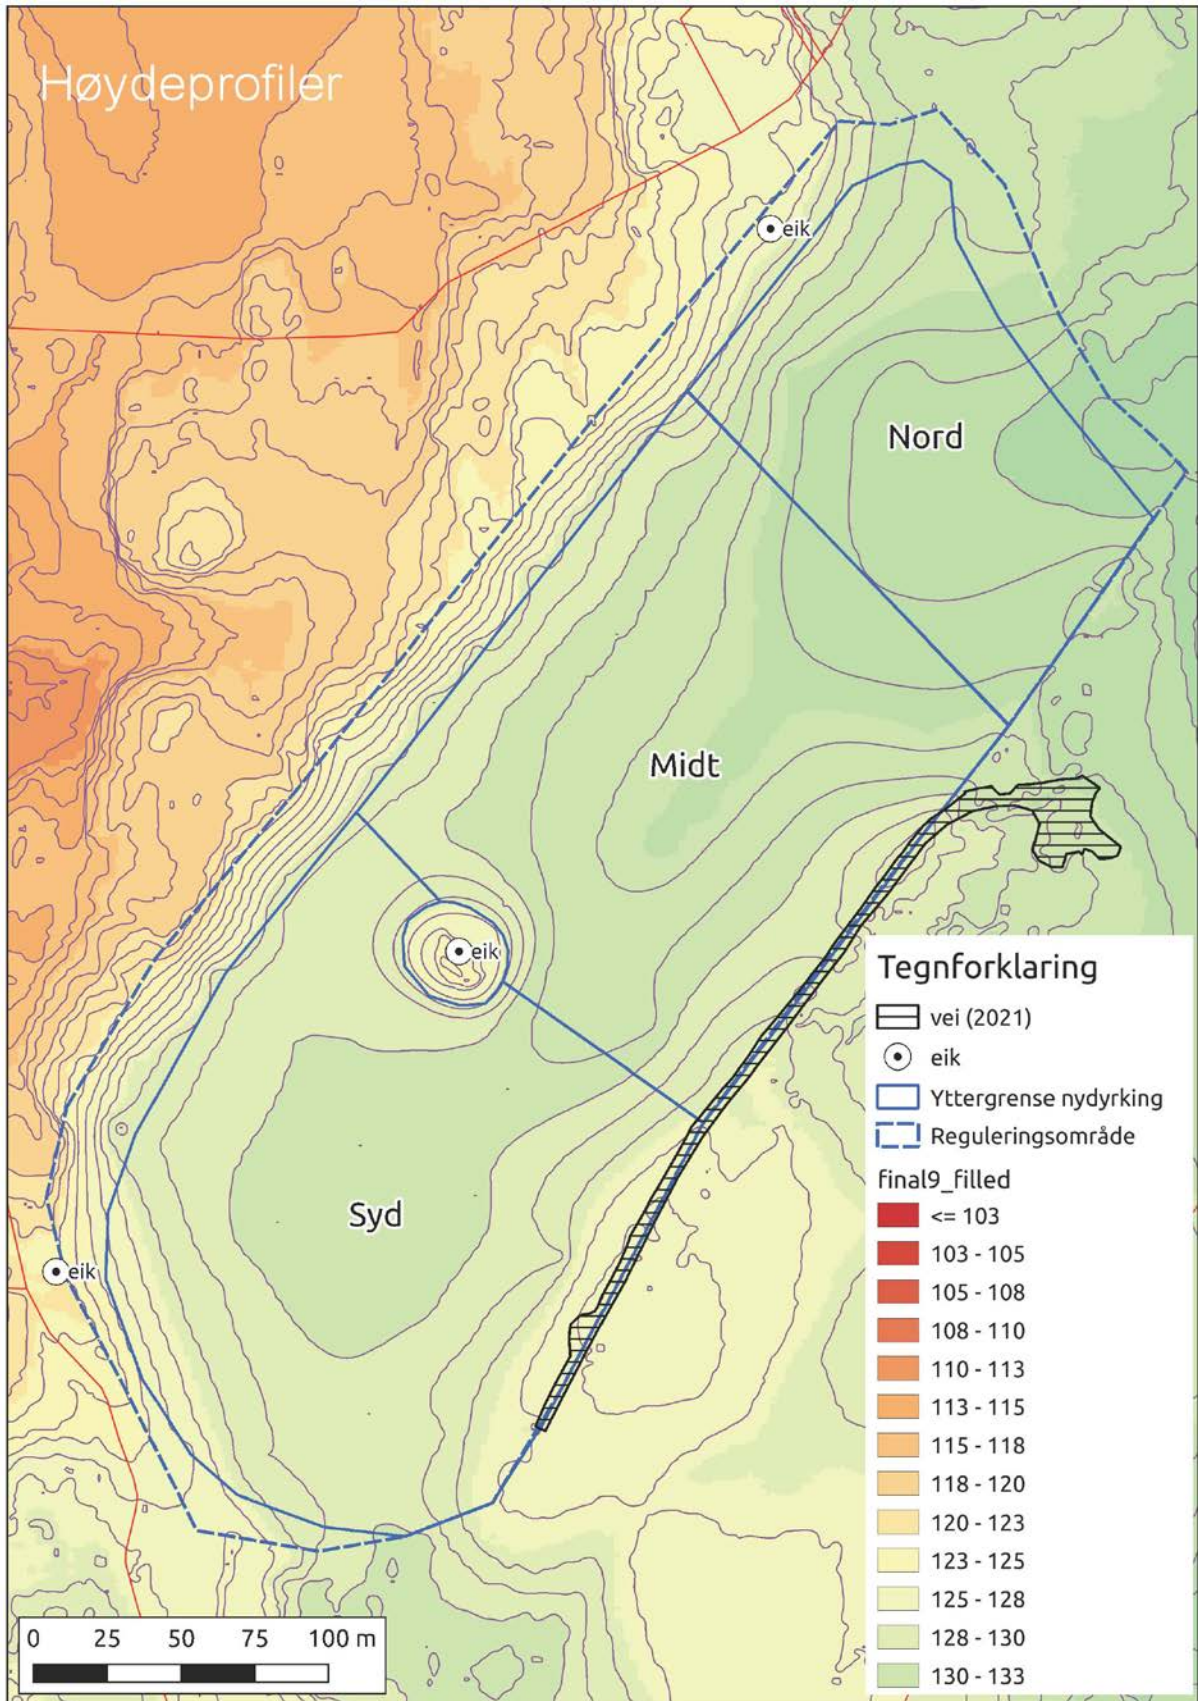 Høydeprofiler
eik
Nord
Midt
eik
Syd
eik
Tegnforklaring
vei (2021)
eik
Yttergrense nydyrking
Reguleringsområde
final9_filled
<= 103
103 - 105
105 - 108
108 - 110
110 - 113
113 - 115
115 - 118
118 - 120
120 - 123
123 - 125
125 - 128
128 - 130
130 - 133
0 25 50 75 100 m